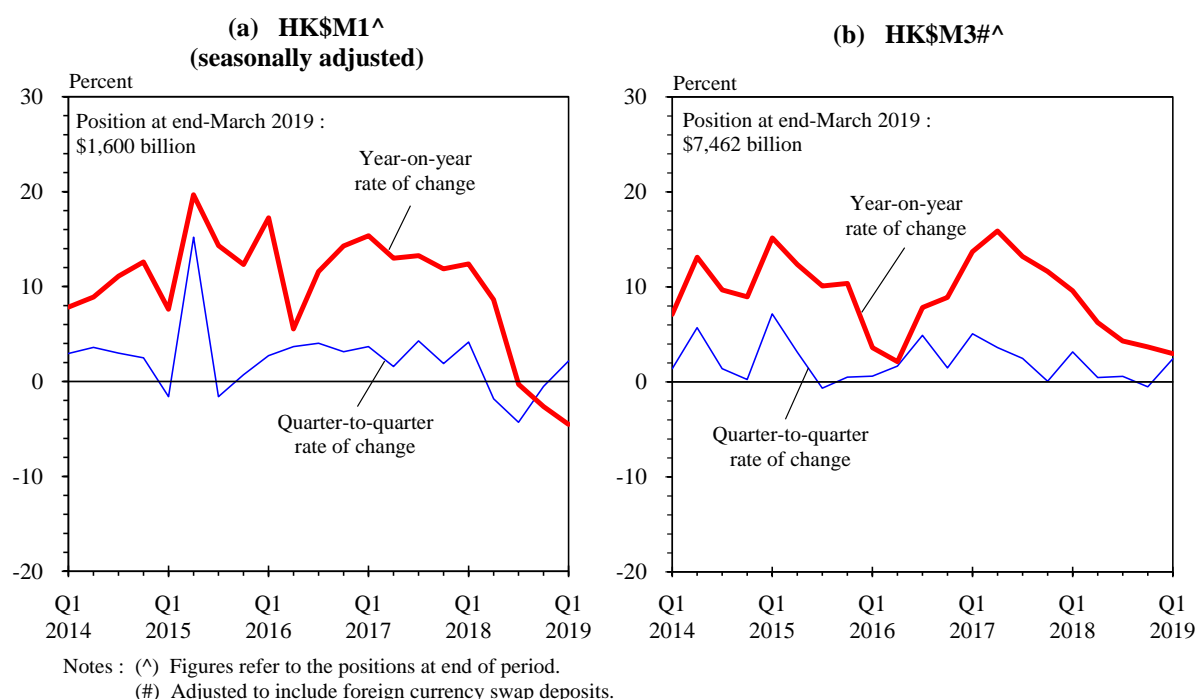 (a) HK$M1^
(seasonally adjusted)
Percent
30
20
10
0
-10
-20
Position at end-March 2019 :
$1,600 billion
Year-on-year
rate of change
Quarter-to-quarter
rate of change
Q1 Q1 Q1 Q1 Q1 Q1
2014 2015 2016 2017 2018 2019
(b) HK$M3#^
Percent
30
20
10
0
-10
-20
Position at end-March 2019 :
$7,462 billion
Year-on-year
rate of change
Quarter-to-quarter
rate of change
Q1 Q1 Q1 Q1 Q1 Q1
2014 2015 2016 2017 2018 2019
Notes : (^) Figures refer to the positions at end of period.
(#) Adjusted to include foreign currency swap deposits.